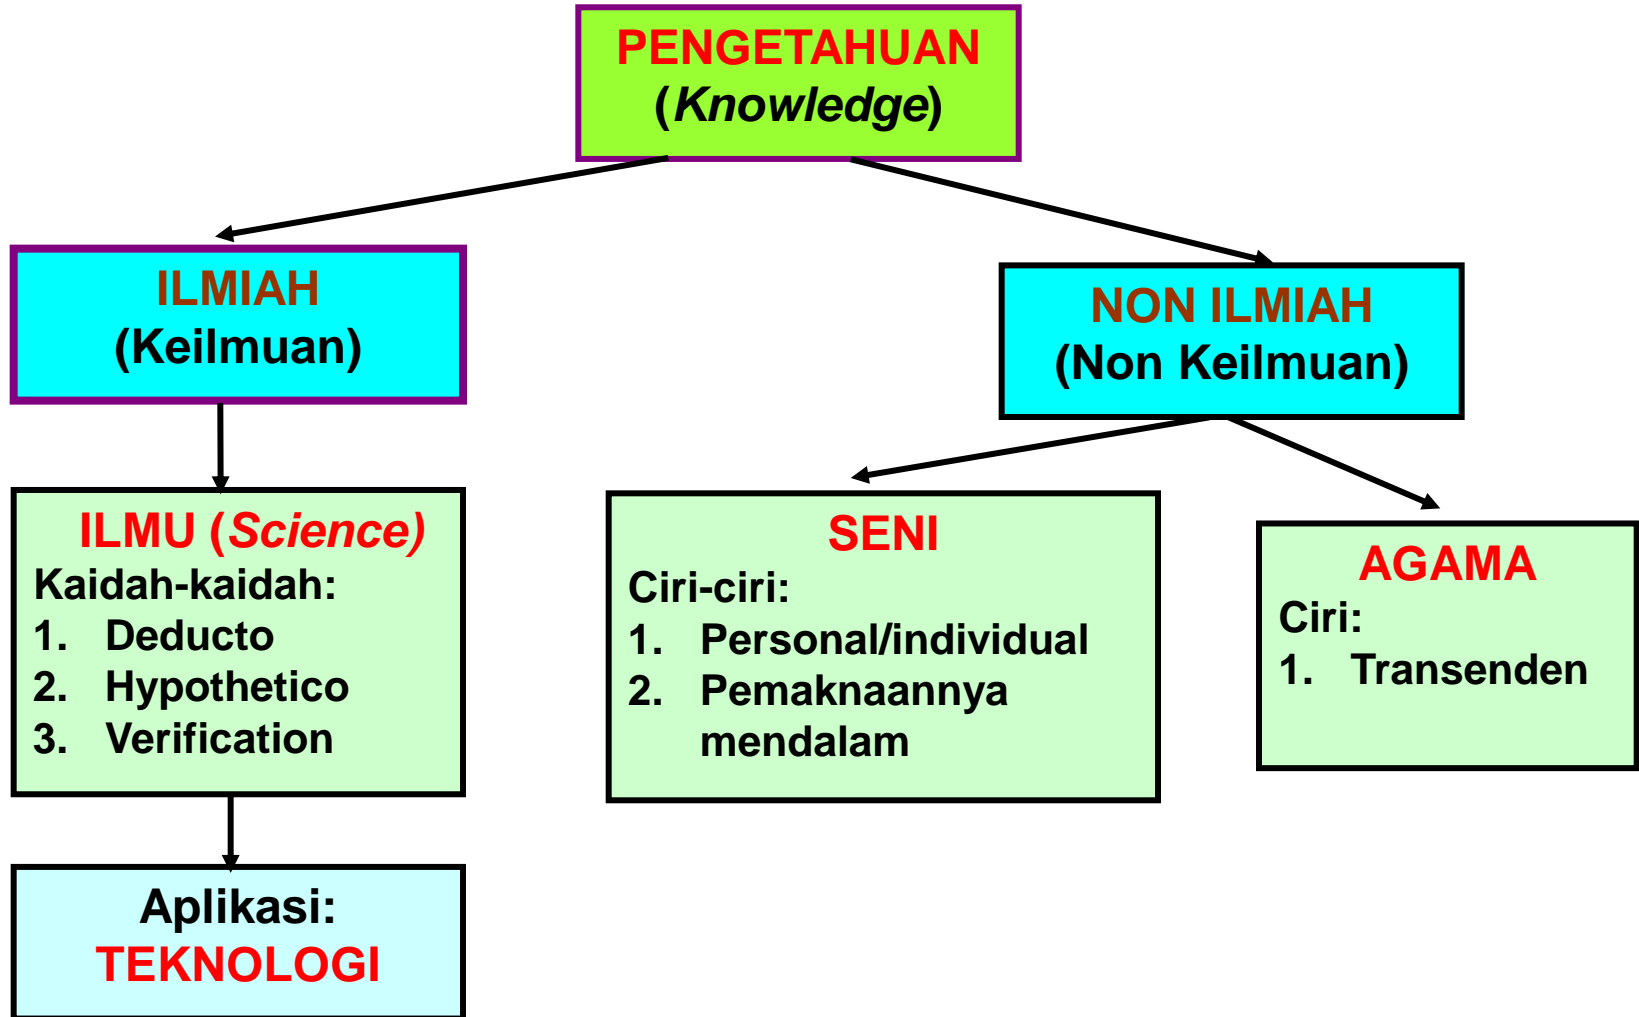 PENGETAHUAN
(Knowledge)
ILMIAH
(Keilmuan)
NON ILMIAH
(Non Keilmuan)
ILMU (Science)
Kaidah-kaidah:
1. Deducto
2. Hypothetico
3. Verification
SENI
Ciri-ciri:
1. Personal/individual
2. Pemaknaannya
mendalam
AGAMA
Ciri:
1. Transenden
Aplikasi:
TEKNOLOGI